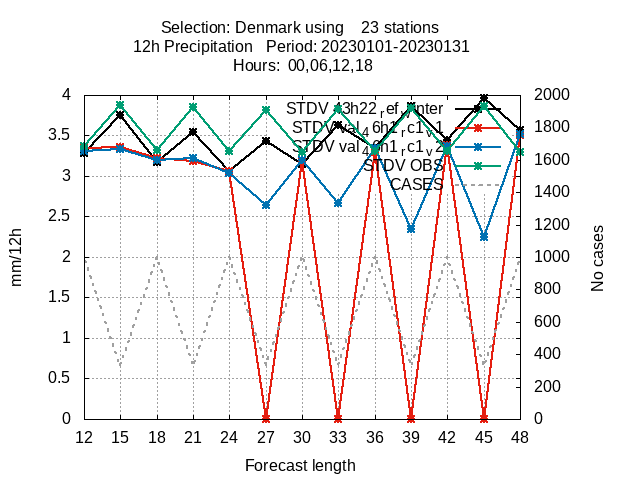 Selection: Denmark using 23 stations
12h Precipitation Period: 20230101-20230131
Hours: 00,06,12,18
mm/12h
No cases
4
3.5
3
2.5
2
1.5
1
0.5
0
2000
1800
1600
1400
1200
1000
800
600
400
200
0
STDV OBS
CASES
12 15 18 21 24 27 30 33 36 39 42 45 48
Forecast length